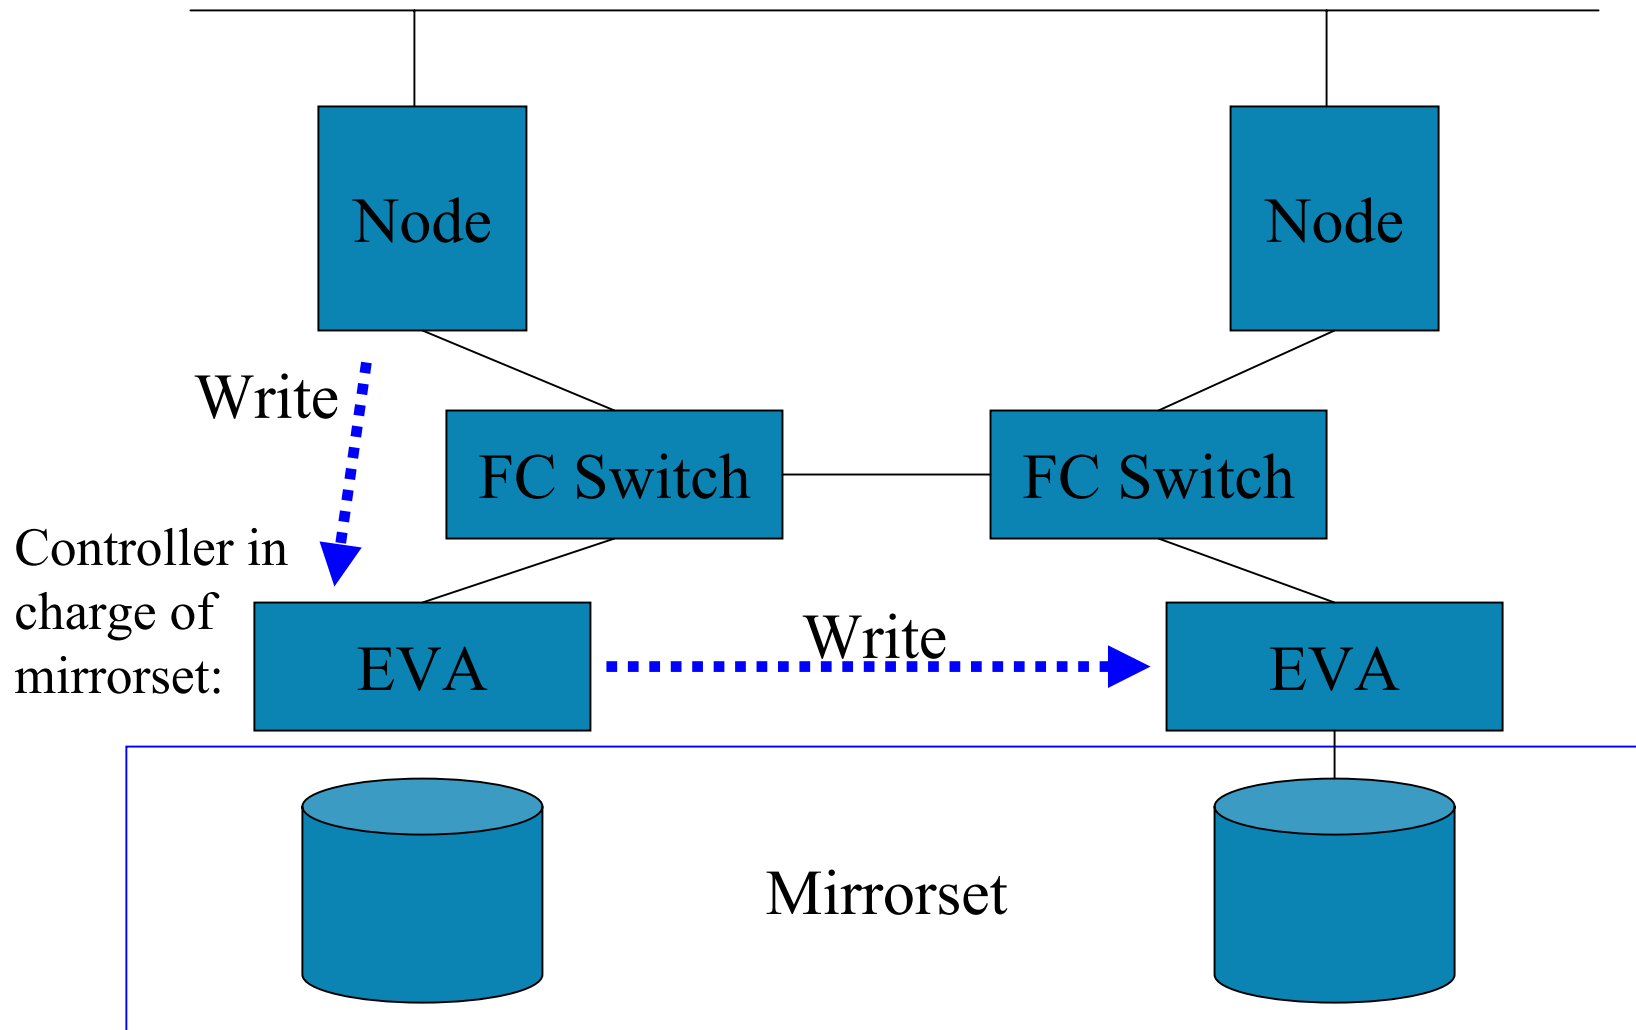 Node
Node
Write
FC Switch
FC Switch
Controller in
charge of
mirrorset:
EVA
Write
EVA
Mirrorset